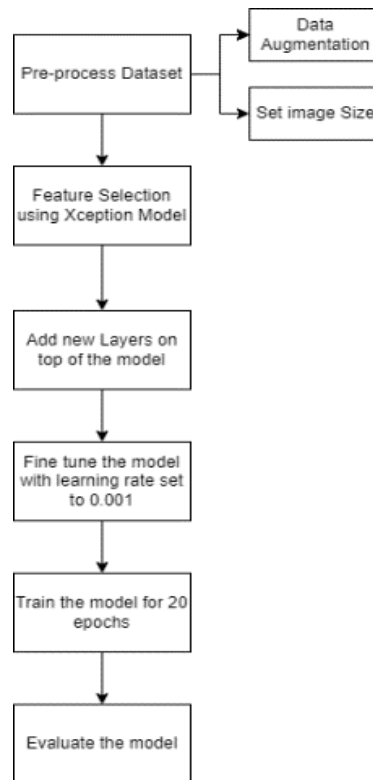 Data
Augmentation
Pre-process Dataset
Set image Size
Feature Selection
using Xception Model
Add new Layers on
top of the model
Fine tune the model
with learning rate set
to 0.001
Train the model for 20
epochs
Evaluate the model